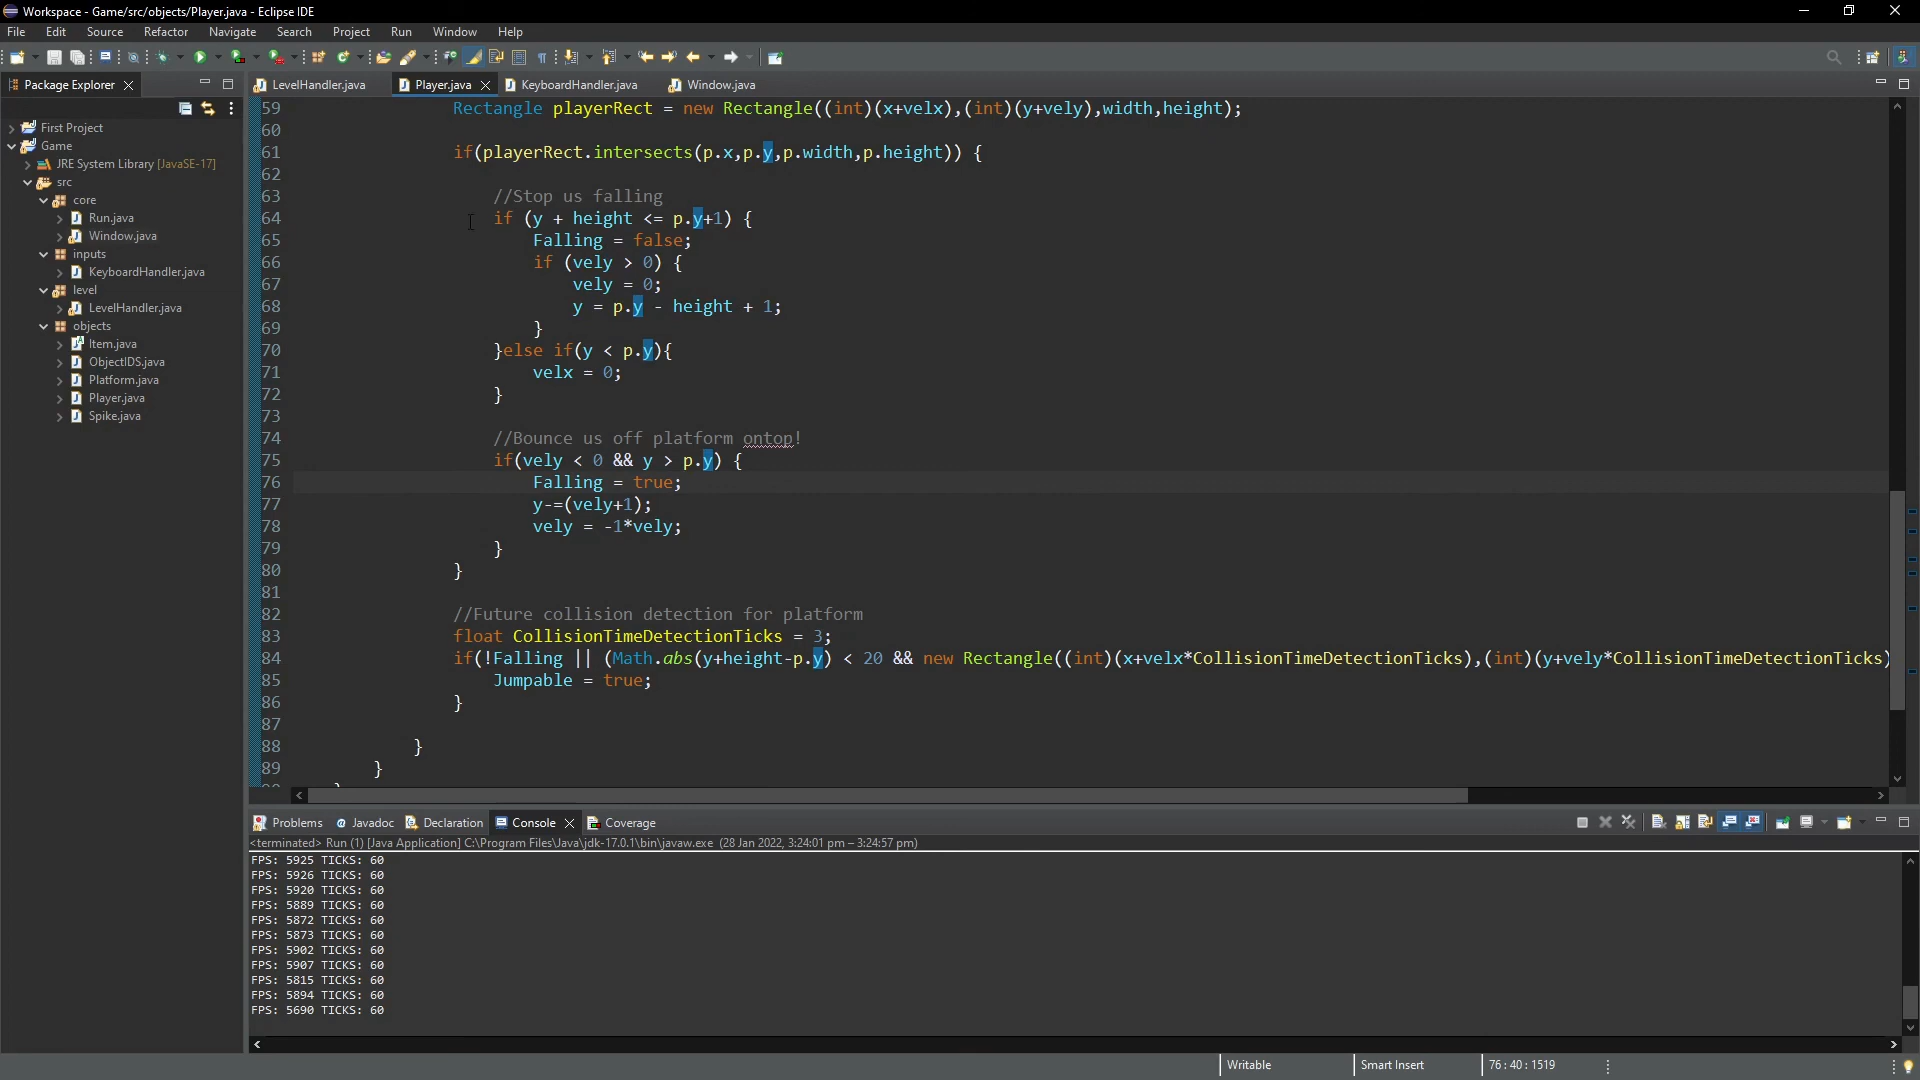 Workspace - Game/src/objects/Player.java - Eclipse IDE
File Edit Source Refactor Navigate Search Project Run Window Help
Package Explorer
LevelHandler.java Player.java KeyboardHandler.java Window.java
First Project
Game
JRE System Library [JavaSE-17]
src
core
Run.java
Window.java
inputs
KeyboardHandler.java
level
LevelHandler.java
objects
Item.java
ObjectIDS.java
Platform.java
Player.java
Spike.java
59 Rectangle playerRect = new Rectangle((int)(x+velx),(int)(y+vely),width,height);
60
61 if(playerRect.intersects(p.x,p.y,p.width,p.height)) {
62
63 //Stop us falling
64 if (y + height <= p.y+1) {
65 Falling = false;
66 if (vely > 0) {
67 vely = 0;
68 y = p.y - height + 1;
69 }
70 }else if(y < p.y){
71 velx = 0;
72 }
73
74 //Bounce us off platform ontop!
75 if(vely < 0 && y > p.y) {
76 Falling = true;
77 y-=(vely+1);
78 vely = -1*vely;
79 }
80 }
81
82 //Future collision detection for platform
83 float CollisionTimeDetectionTicks = 3;
84 if(!Falling || (Math.abs(y+height-p.y) < 20 && new Rectangle((int)(x+velx*CollisionTimeDetectionTicks),(int)(y+vely*CollisionTimeDetectionTicks)
85 Jumpable = true;
86 }
87
88 }
89 }
Problems Javadoc Declaration Console Coverage
<terminated> Run (1) [Java Application] C:\Program Files\Java\jdk-17.0.1\bin\javaw.exe (28 Jan 2022, 3:24:01 pm – 3:24:57 pm)
FPS: 5925 TICKS: 60
FPS: 5926 TICKS: 60
FPS: 5920 TICKS: 60
FPS: 5889 TICKS: 60
FPS: 5872 TICKS: 60
FPS: 5873 TICKS: 60
FPS: 5902 TICKS: 60
FPS: 5907 TICKS: 60
FPS: 5815 TICKS: 60
FPS: 5894 TICKS: 60
FPS: 5690 TICKS: 60
Writable Smart Insert 76 : 40 : 1519